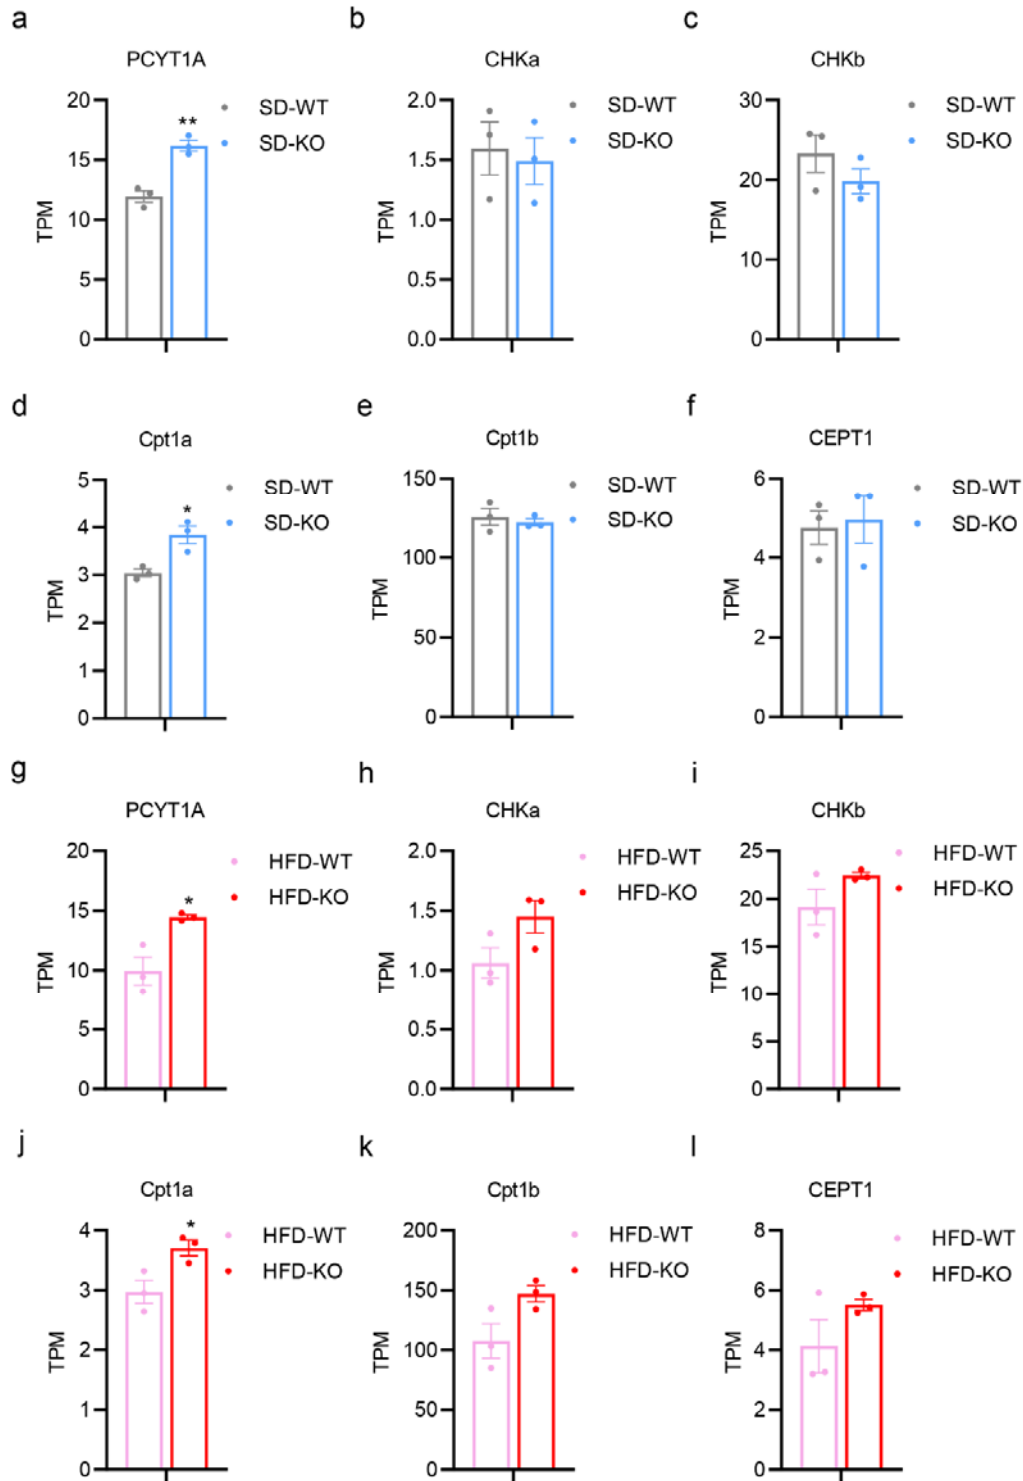 a
PCYT1A
20
15
10
5
0
TPM
**
SD-WT
SD-KO
b
CHKa
2.0
1.5
1.0
0.5
0.0
TPM
SD-WT
SD-KO
c
CHKb
30
20
10
0
TPM
SD-WT
SD-KO
d
Cpt1a
5
4
3
2
1
0
TPM
*
SD-WT
SD-KO
e
Cpt1b
150
100
50
0
TPM
SD-WT
SD-KO
f
CEPT1
6
4
2
0
TPM
SD-WT
SD-KO
g
PCYT1A
20
15
10
5
0
TPM
*
HFD-WT
HFD-KO
h
CHKa
2.0
1.5
1.0
0.5
0.0
TPM
HFD-WT
HFD-KO
i
CHKb
25
20
15
10
5
0
TPM
HFD-WT
HFD-KO
j
Cpt1a
4
3
2
1
0
TPM
*
HFD-WT
HFD-KO
k
Cpt1b
200
150
100
50
0
TPM
HFD-WT
HFD-KO
l
CEPT1
8
6
4
2
0
TPM
HFD-WT
HFD-KO